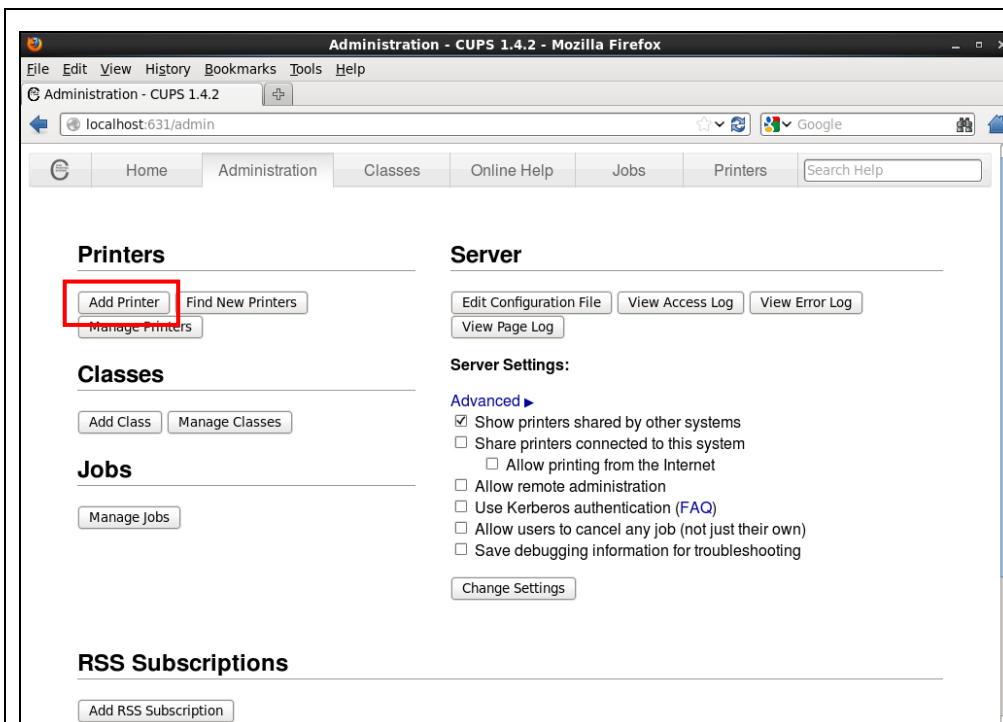 Administration - CUPS 1.4.2 - Mozilla Firefox
File Edit View History Bookmarks Tools Help
Administration - CUPS 1.4.2
localhost:631/admin
Google
Home Administration Classes Online Help Jobs Printers Search Help
Printers
Add Printer Find New Printers
Manage Printers
Classes
Add Class Manage Classes
Jobs
Manage Jobs
Server
Edit Configuration File View Access Log View Error Log
View Page Log
Server Settings:
Advanced ▶
Show printers shared by other systems
Share printers connected to this system
Allow printing from the Internet
Allow remote administration
Use Kerberos authentication (FAQ)
Allow users to cancel any job (not just their own)
Save debugging information for troubleshooting
Change Settings
RSS Subscriptions
Add RSS Subscription